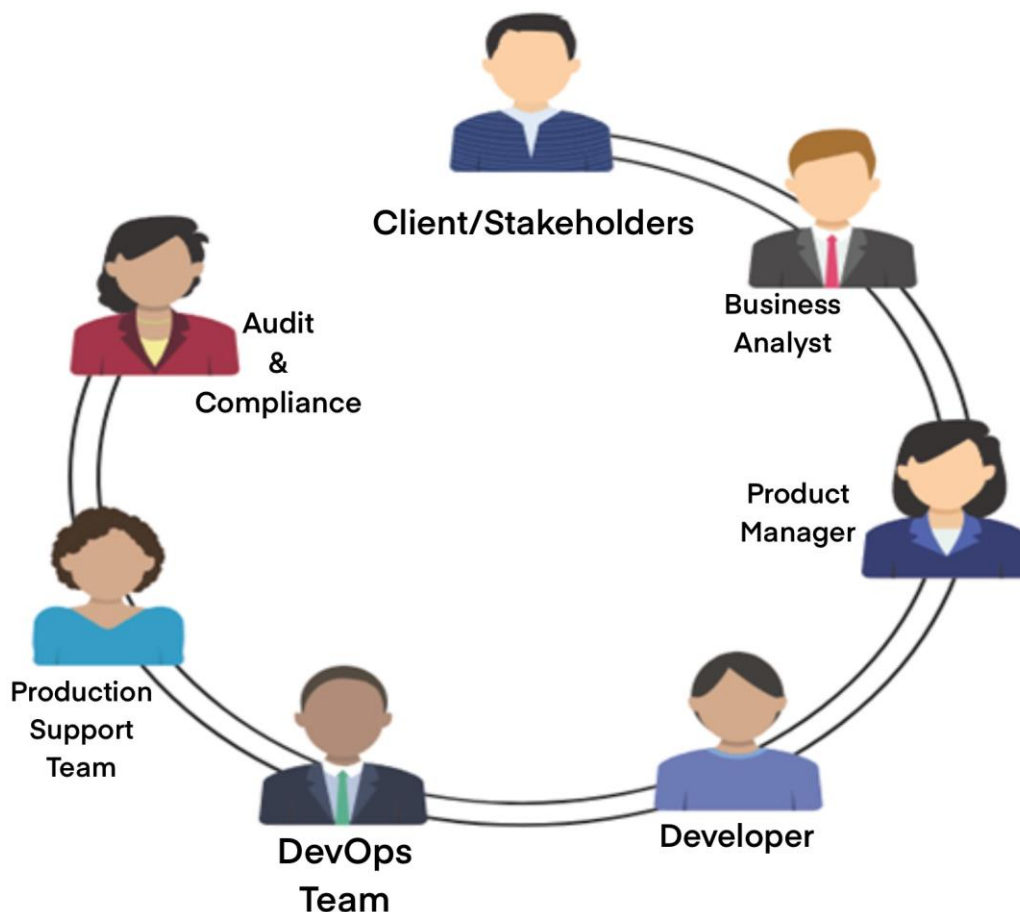 Client/Stakeholders
Business
Analyst
Product
Manager
Developer
DevOps
Team
Production
Support
Team
Audit
&
Compliance